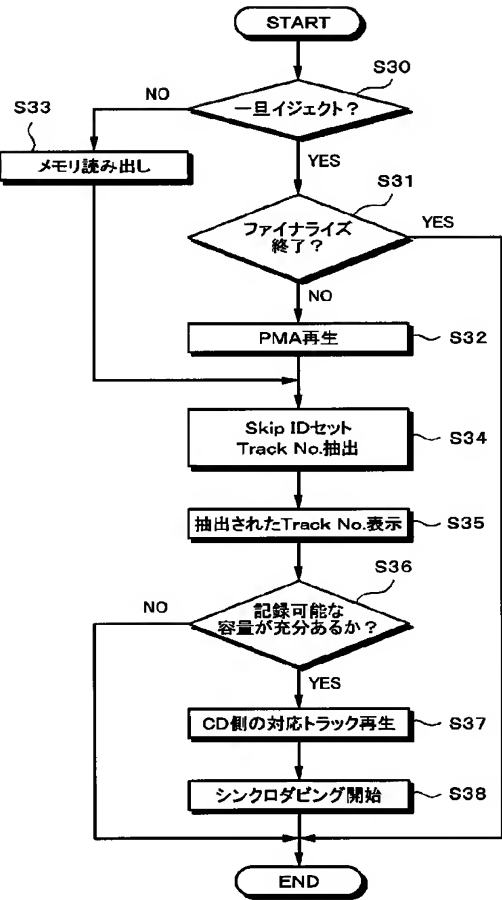 START
S30
一旦イジェクト?
NO
YES
S33
メモリ読み出し
S31
ファイナライズ
終了?
YES
NO
PMA再生
S32
Skip IDセット
Track No.抽出
S34
抽出されたTrack No.表示
S35
S36
記録可能な
容量が充分あるか?
NO
YES
CD側の対応トラック再生
S37
シンクロダビング開始
S38
END